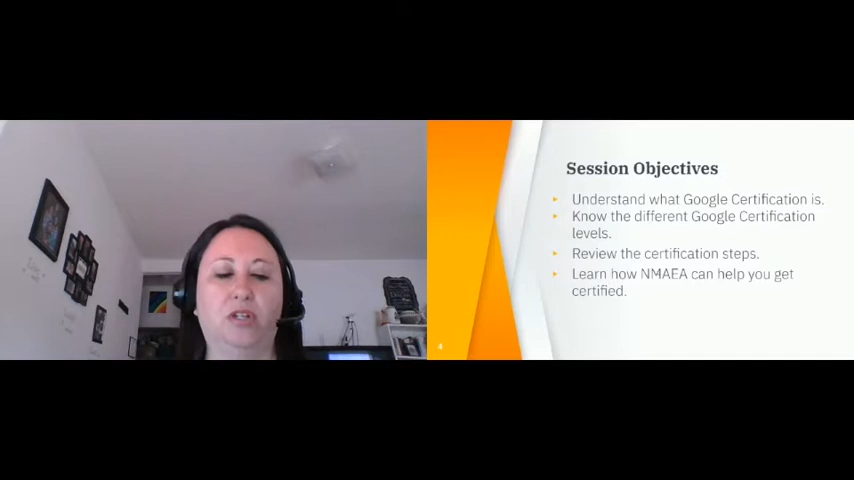 Session Objectives
▸ Understand what Google Certification is.
▸ Know the different Google Certification
levels.
▸ Review the certification steps.
▸ Learn how NMAEA can help you get
certified.
4